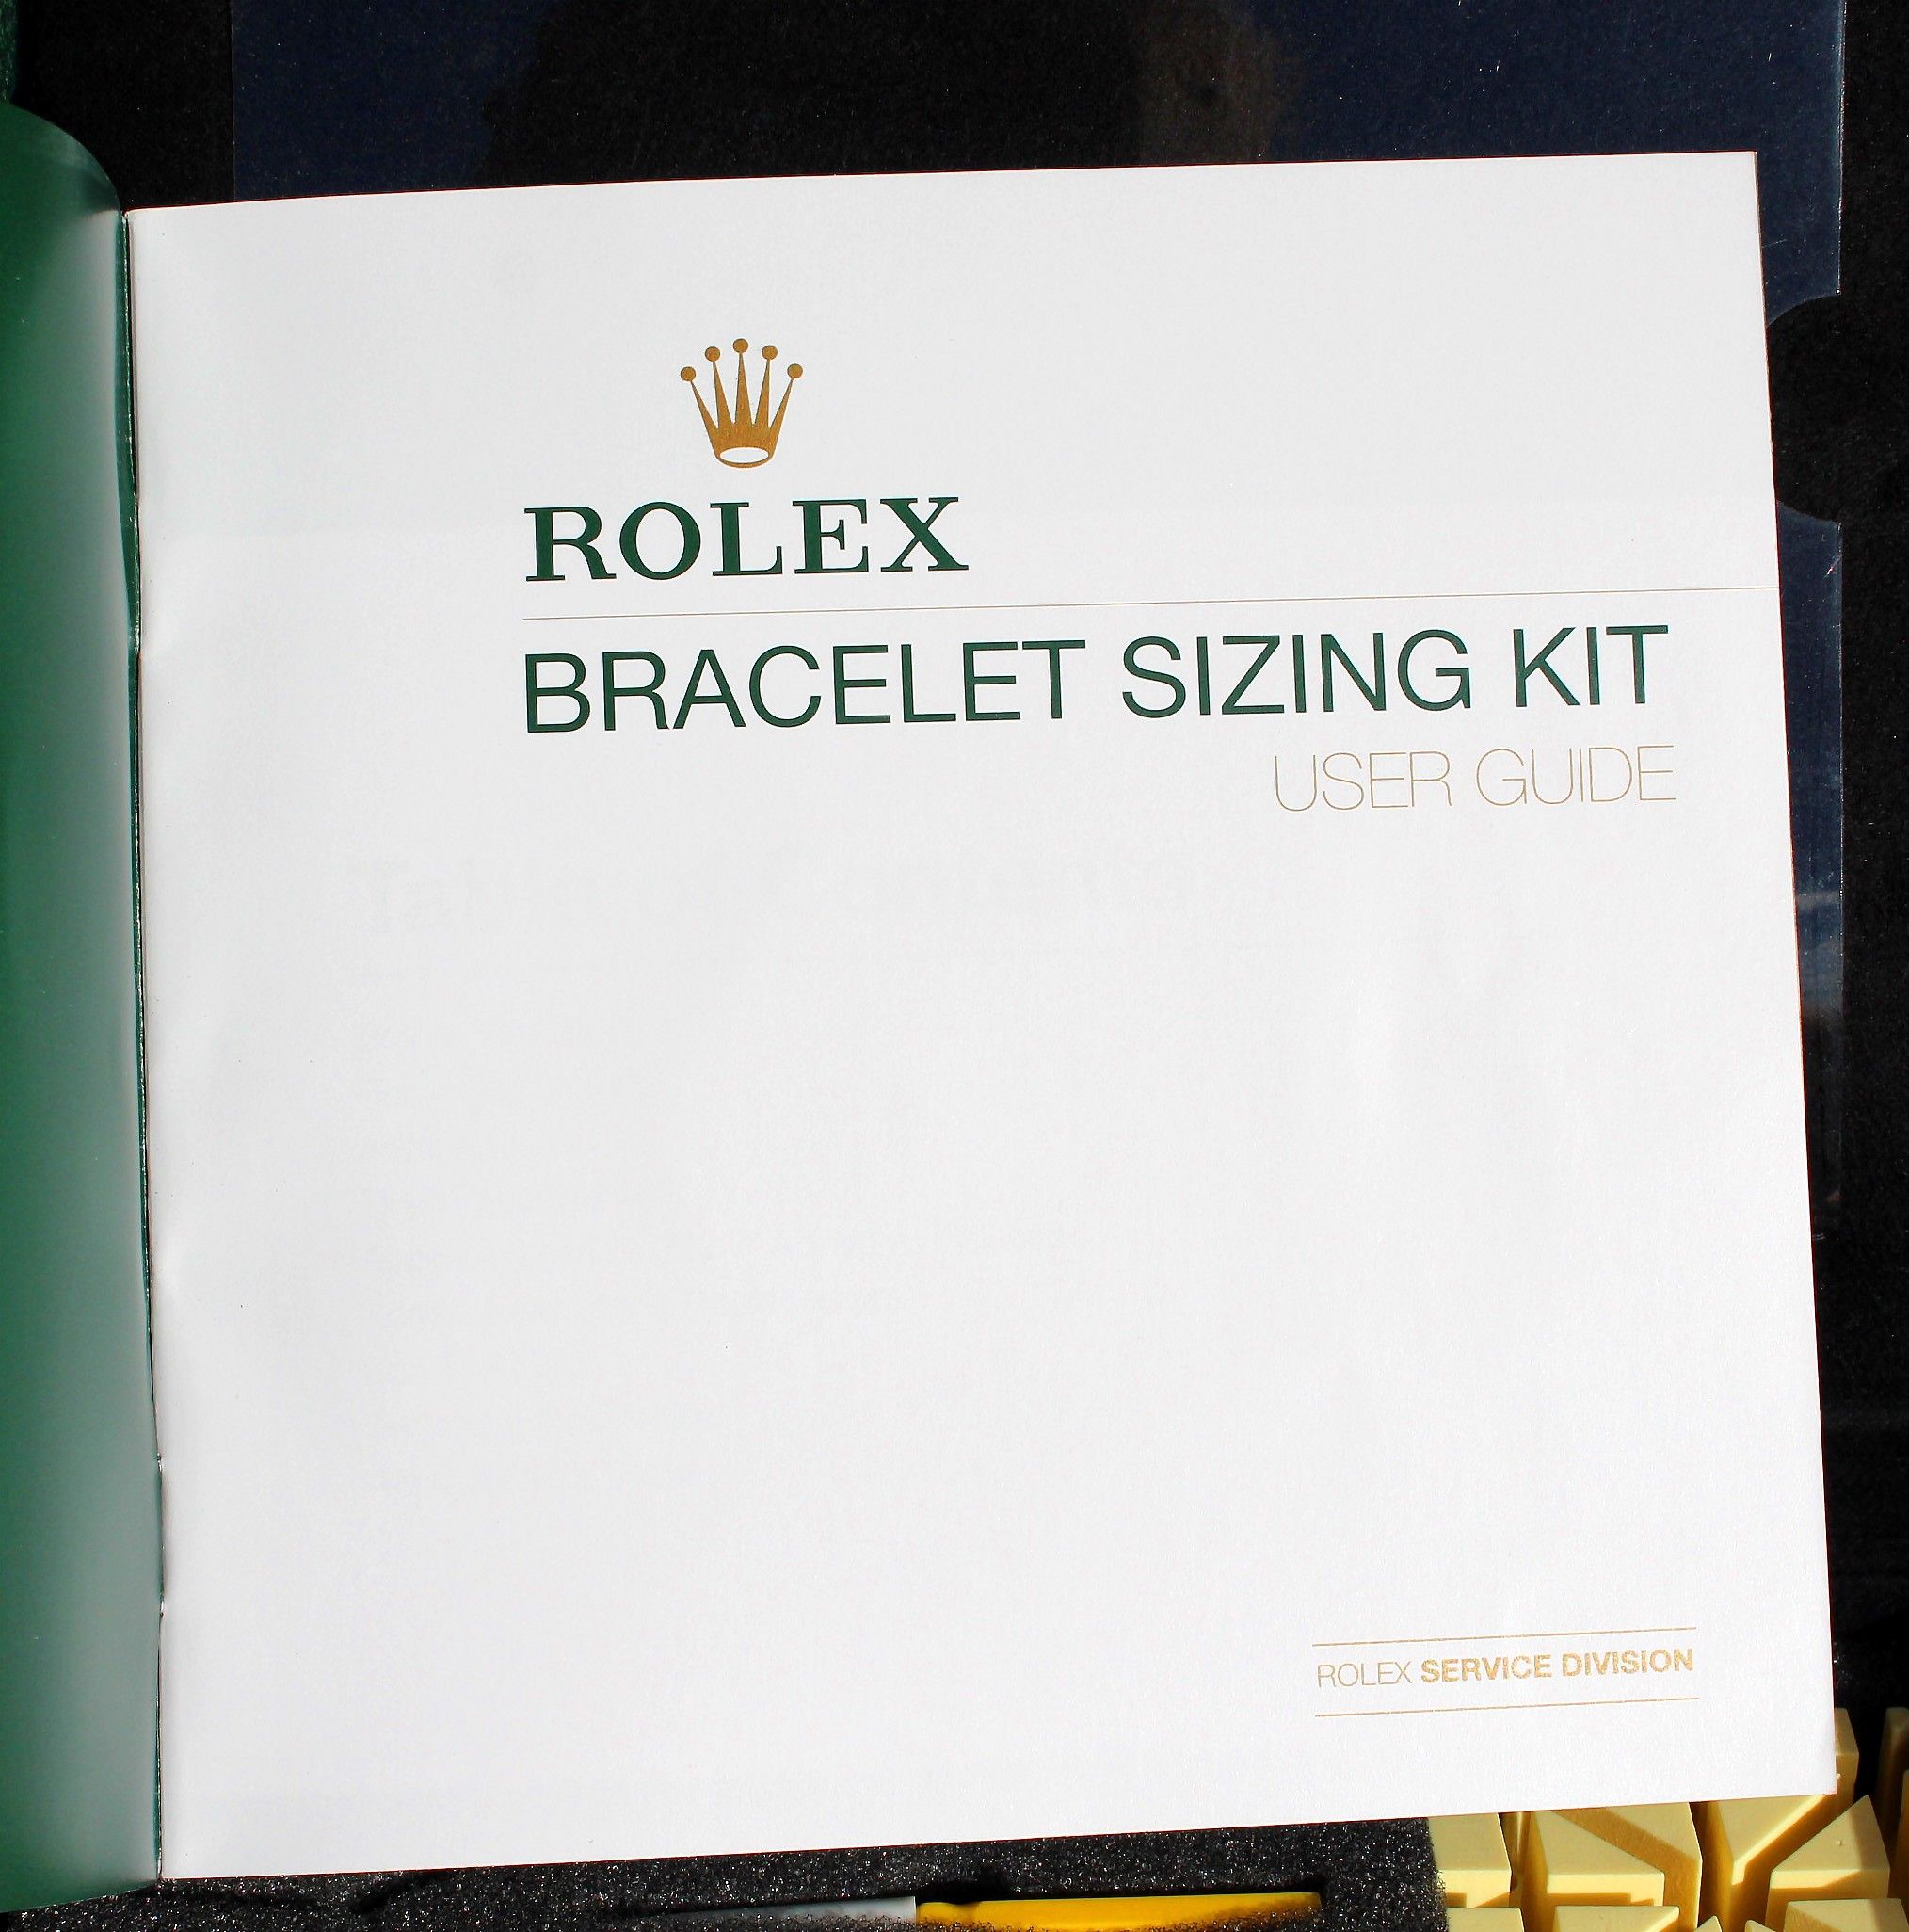 ROLEX
BRACELET SIZING KIT
USER GUIDE
ROLEX SERVICE DIVISION